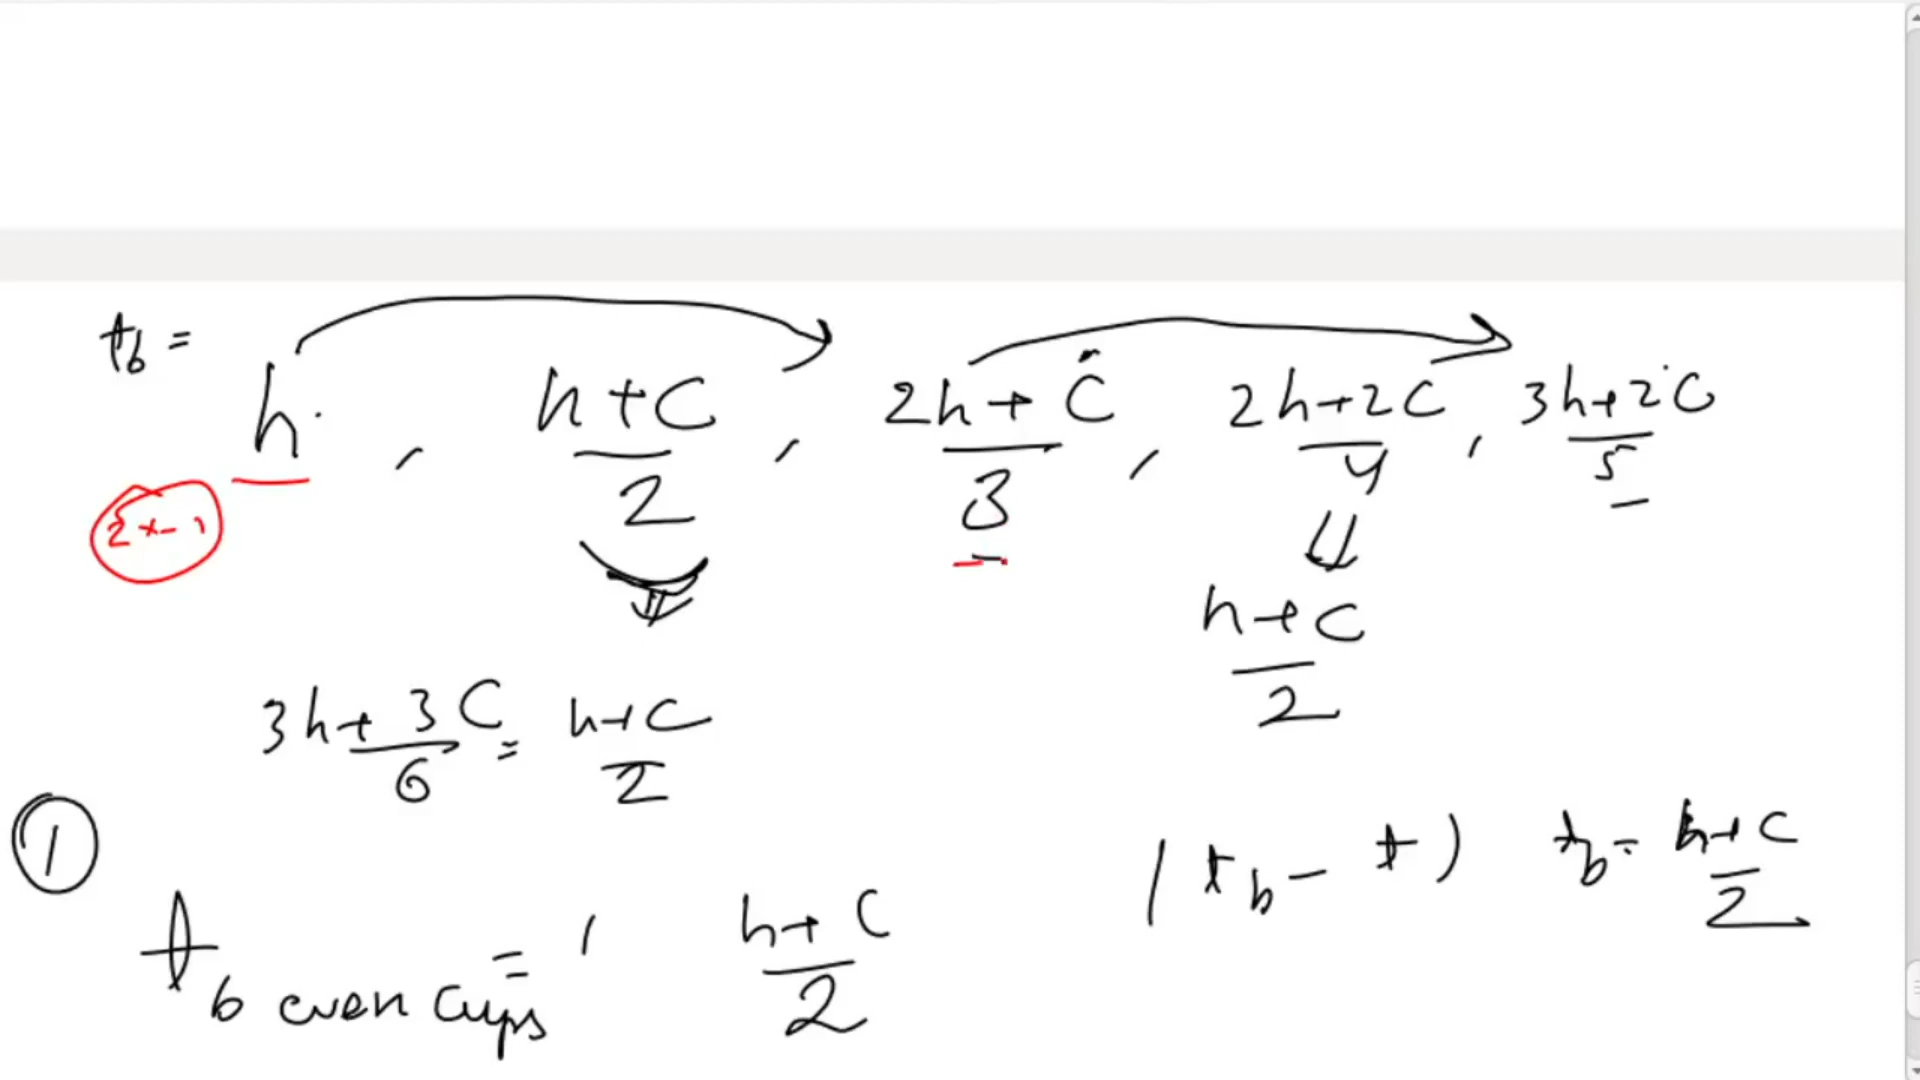 t_b =
h , (h+C)/2 , (2h+C)/3 , (2h+2C)/4 , (3h+2C)/5
2x-1
(h+C)/2
(3h+3C)/6 = (h+C)/2
1
|t_b - t) t_b = (h+C)/2
t_b even cups = (h+C)/2